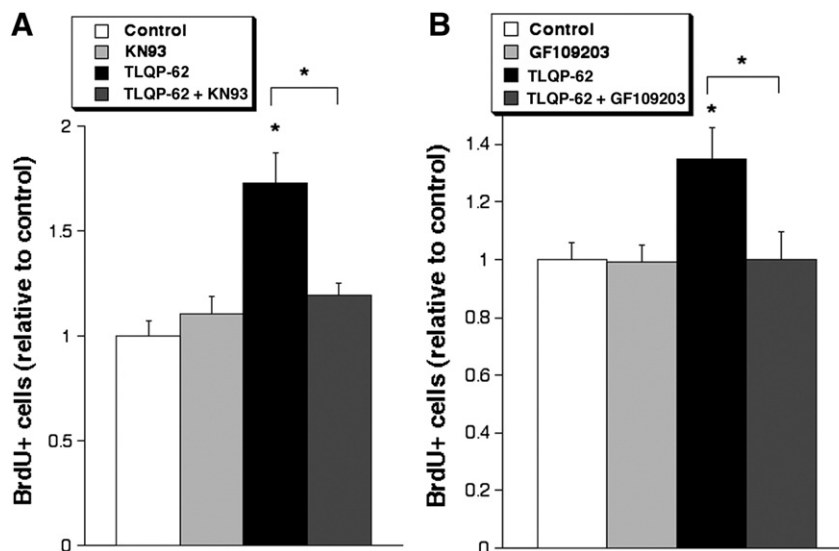 A
Control
KN93
TLQP-62
TLQP-62 + KN93
*
*
BrdU+ cells (relative to control)
2
1.5
1
0.5
0
B
Control
GF109203
TLQP-62
TLQP-62 + GF109203
*
*
BrdU+ cells (relative to control)
1.4
1.2
1
0.8
0.6
0.4
0.2
0